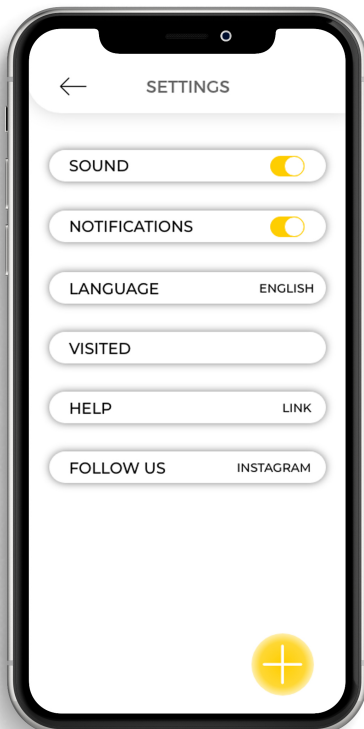 SETTINGS
SOUND
NOTIFICATIONS
LANGUAGE ENGLISH
VISITED
HELP LINK
FOLLOW US INSTAGRAM